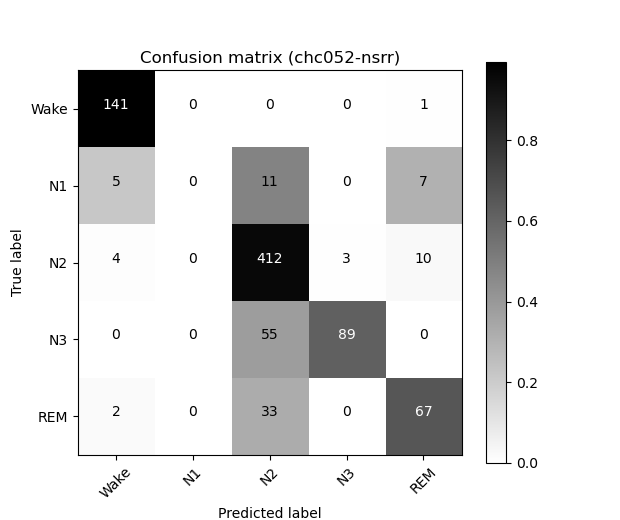 Confusion matrix (chc052-nsrr)
True label
Wake 141 0 0 0 1
N1 5 0 11 0 7
N2 4 0 412 3 10
N3 0 0 55 89 0
REM 2 0 33 0 67
Wake N1 N2 N3 REM
Predicted label
0.8
0.6
0.4
0.2
0.0